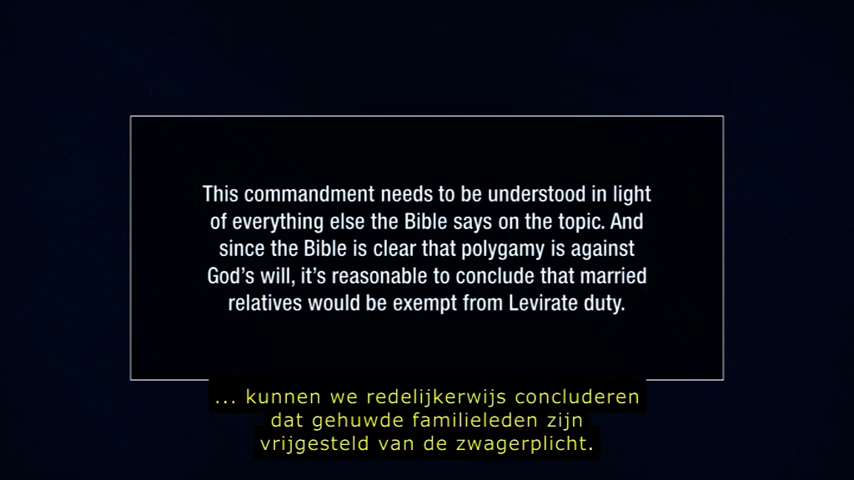 This commandment needs to be understood in light
of everything else the Bible says on the topic. And
since the Bible is clear that polygamy is against
God's will, it's reasonable to conclude that married
relatives would be exempt from Levirate duty.
... kunnen we redelijkerwijs concluderen
dat gehuwde familieleden zijn
vrijgesteld van de zwagerplicht.